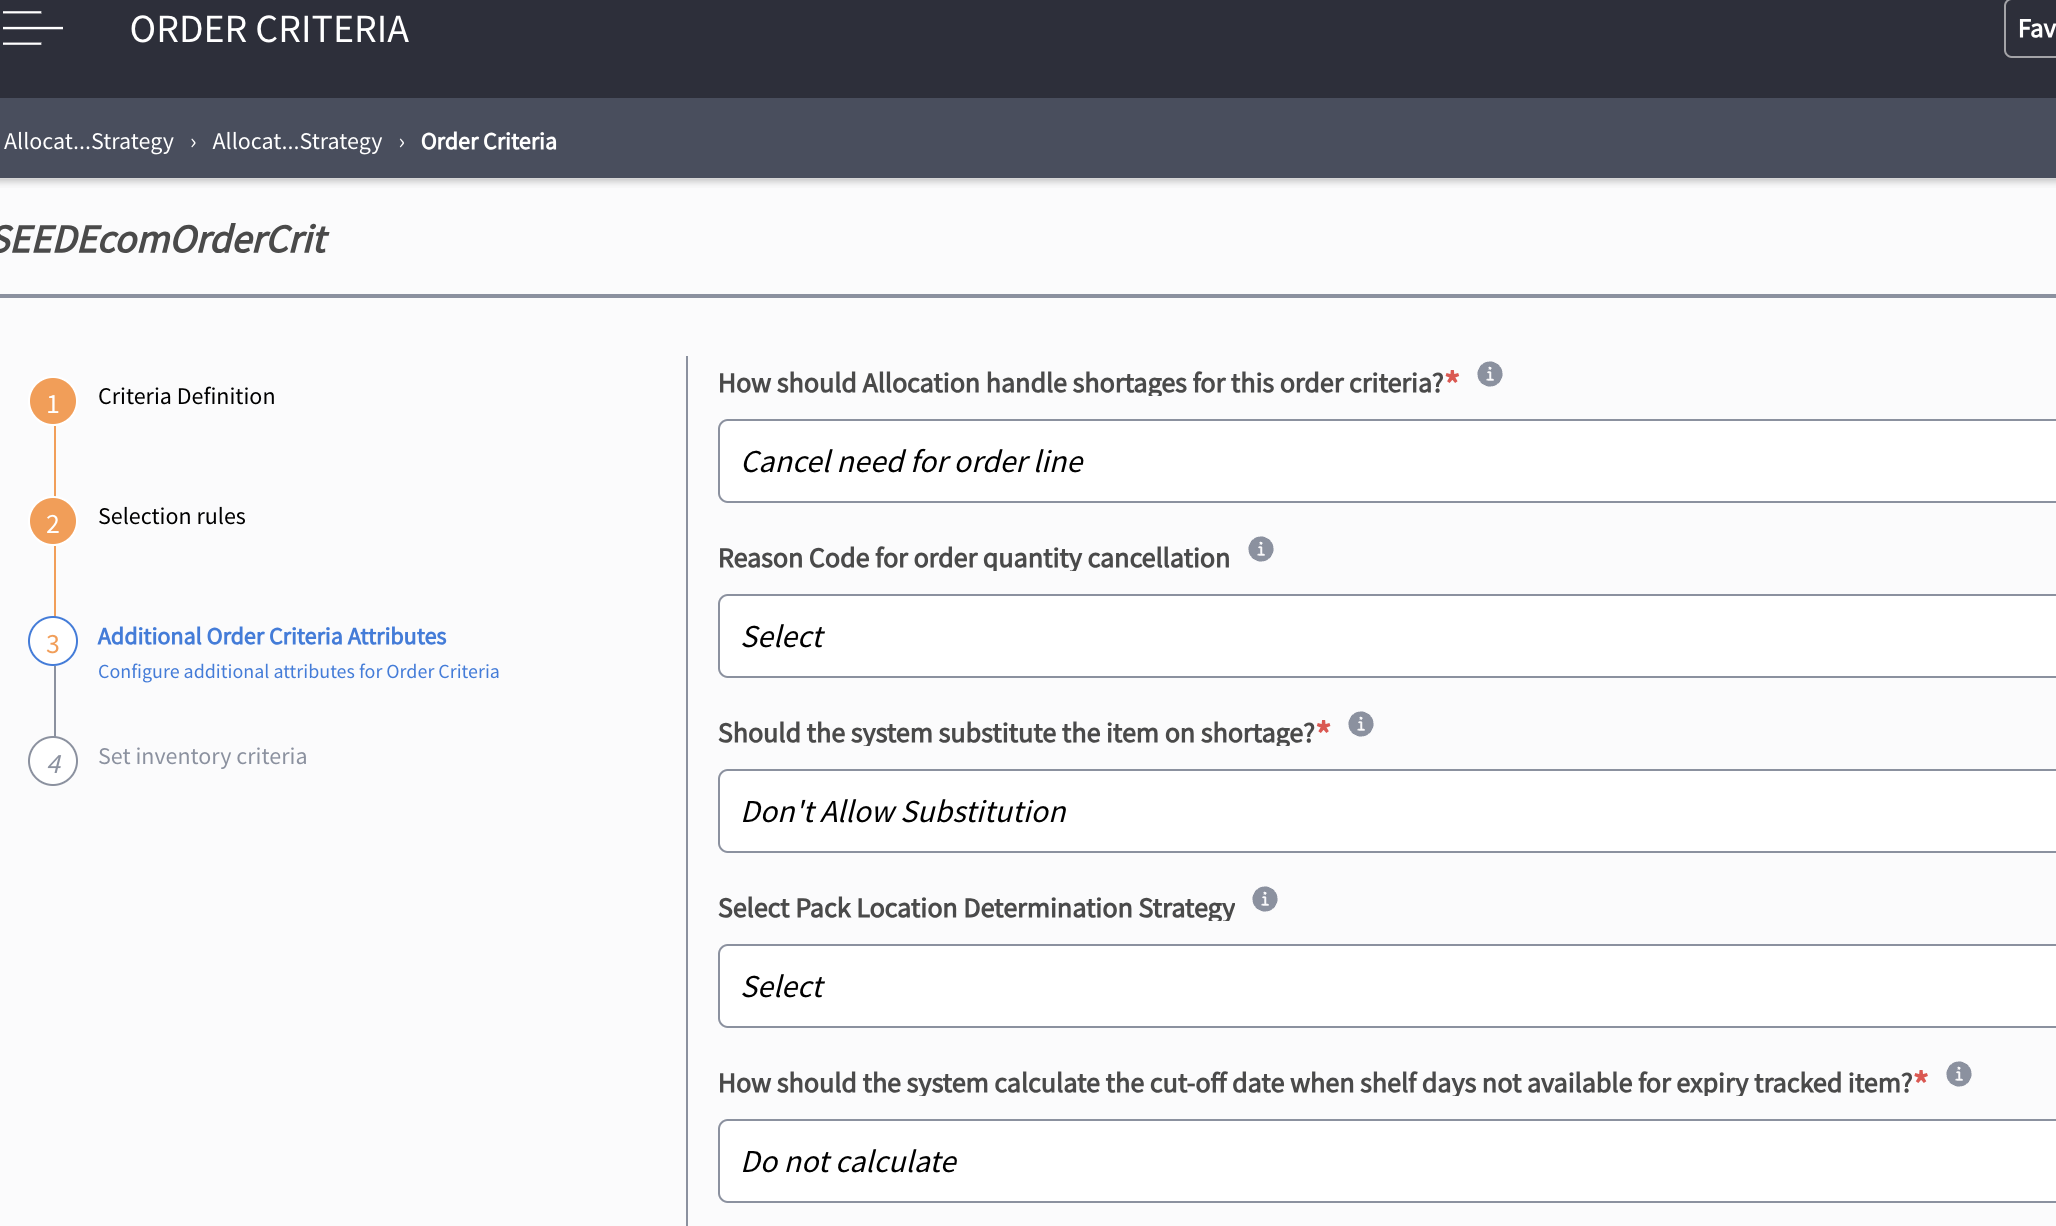 ORDER CRITERIA
Fav
Allocat...Strategy › Allocat...Strategy › Order Criteria
SEEDEcomOrderCrit
1 Criteria Definition
2 Selection rules
3 Additional Order Criteria Attributes
Configure additional attributes for Order Criteria
4 Set inventory criteria
How should Allocation handle shortages for this order criteria?*
Cancel need for order line
Reason Code for order quantity cancellation
Select
Should the system substitute the item on shortage?*
Don't Allow Substitution
Select Pack Location Determination Strategy
Select
How should the system calculate the cut-off date when shelf days not available for expiry tracked item?*
Do not calculate